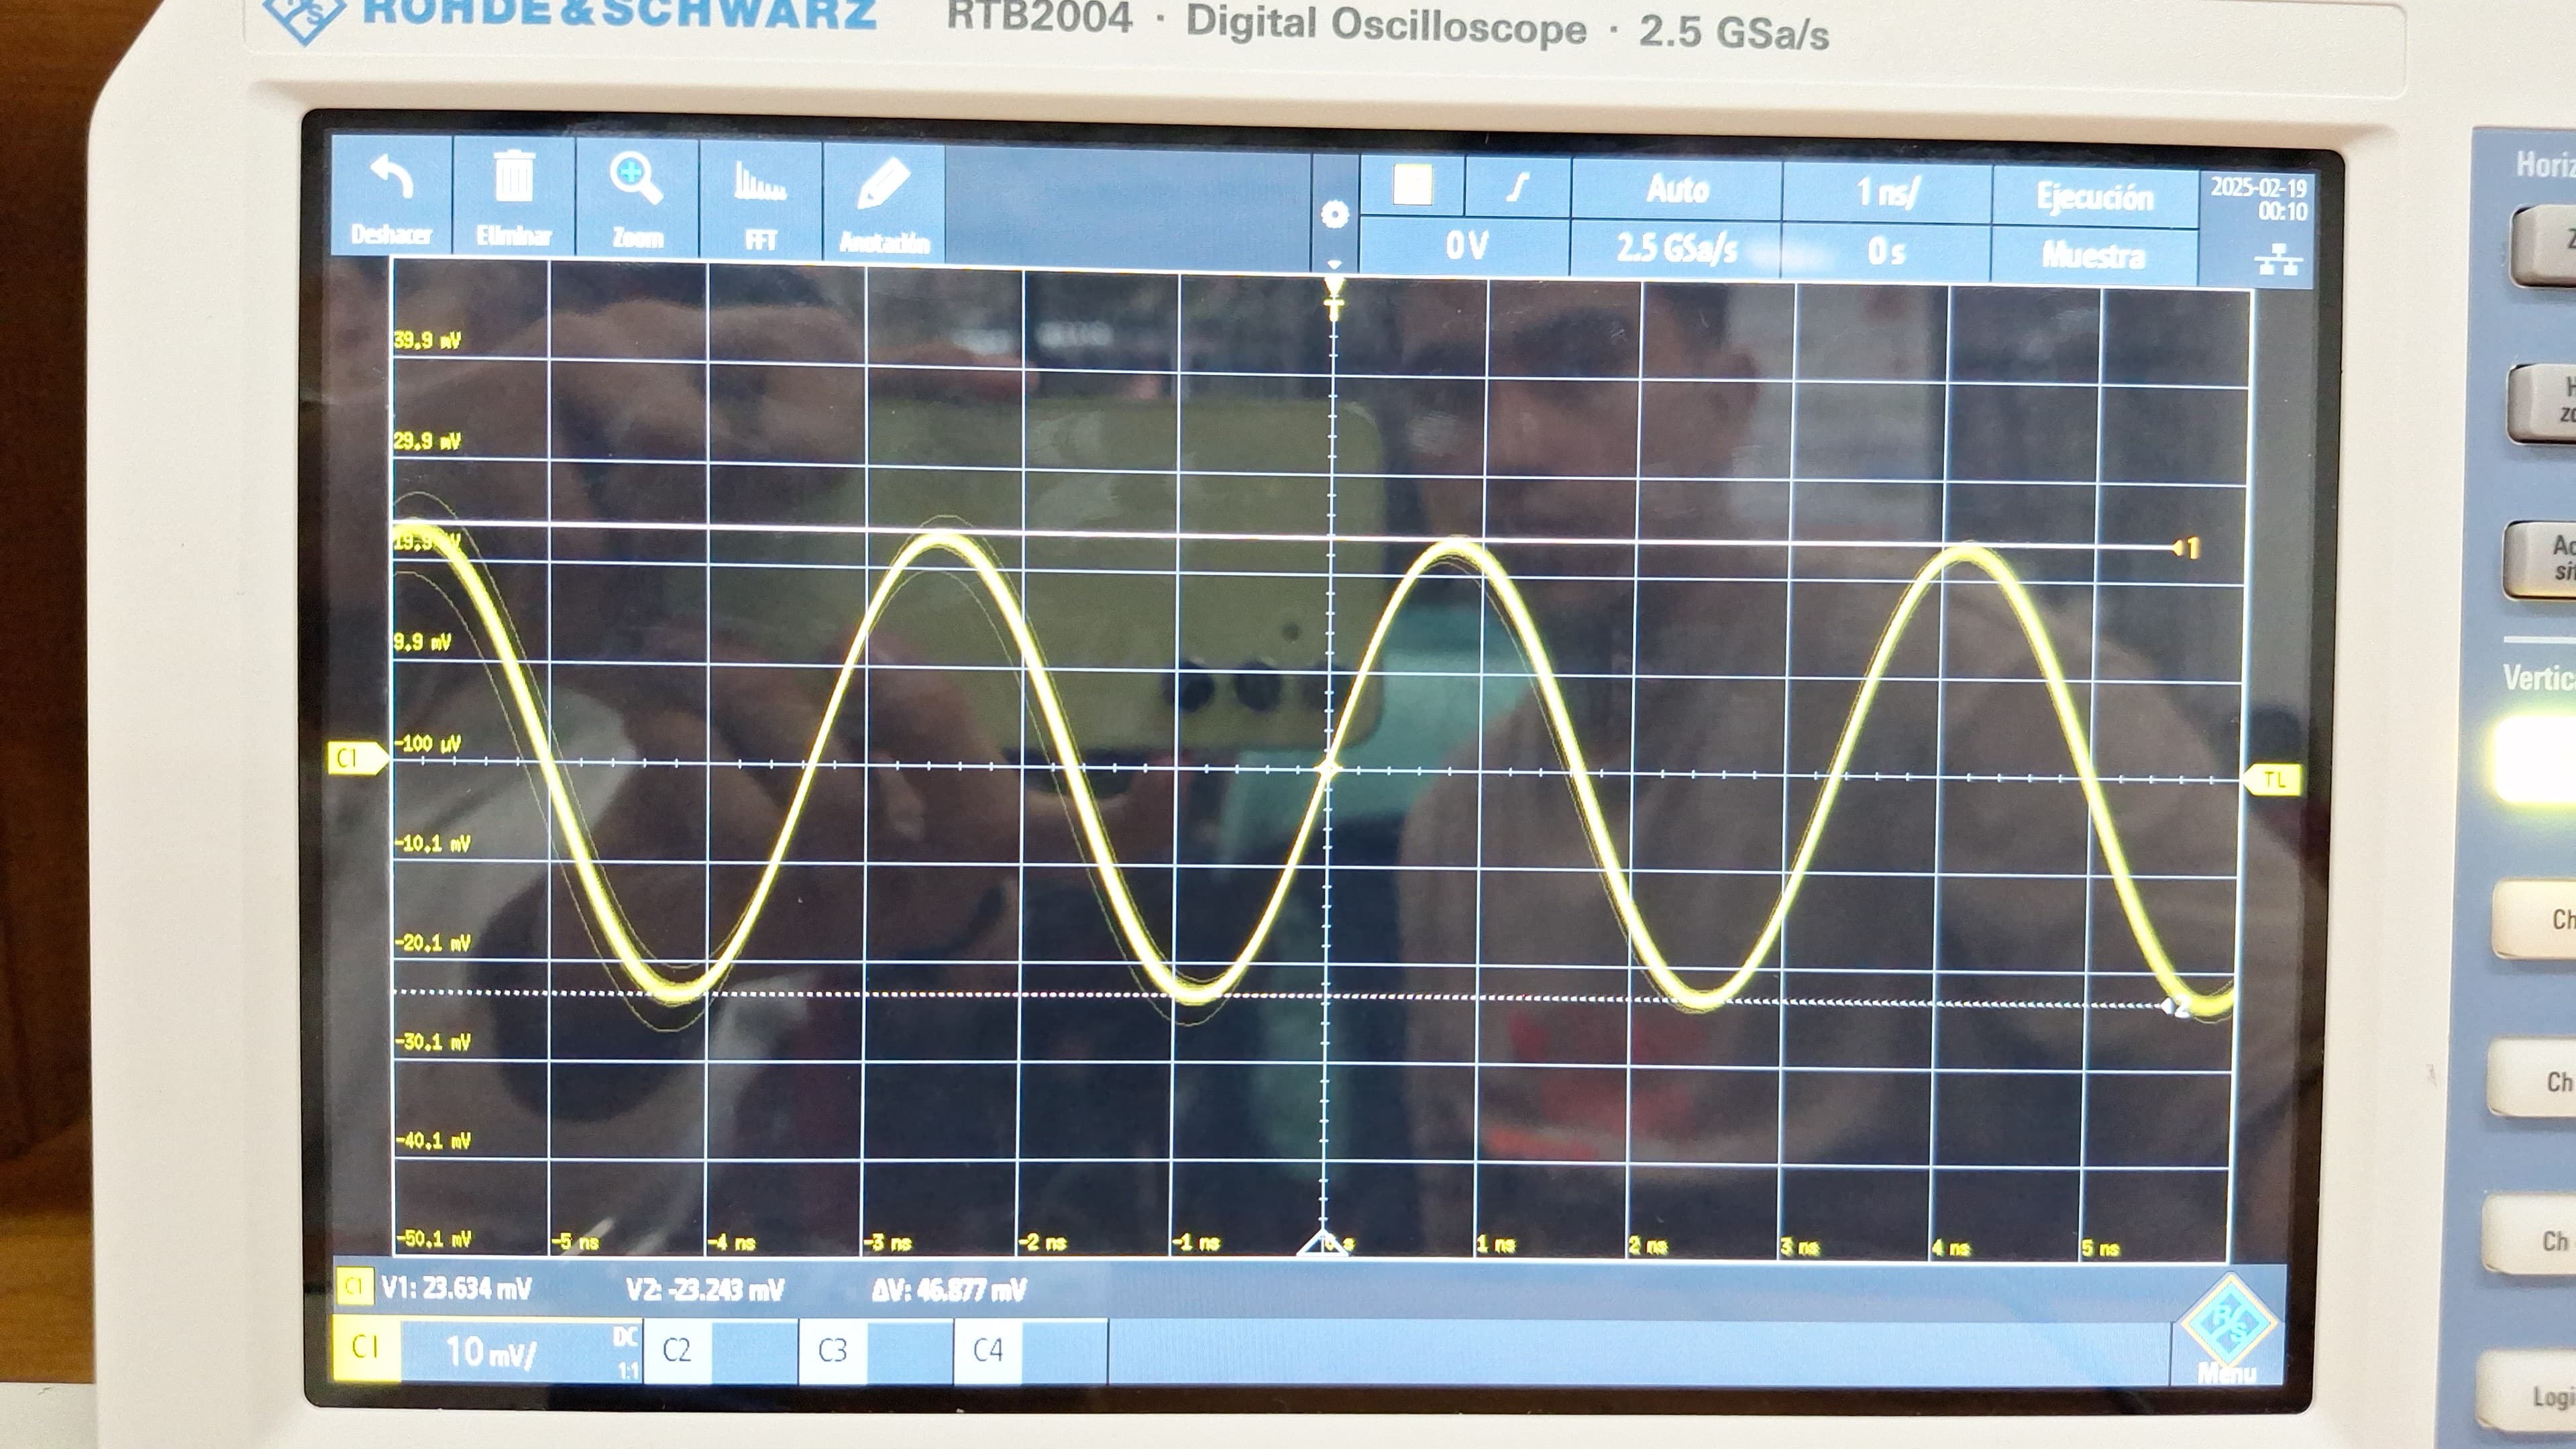 ROHDE & SCHWARZ RTB2004 · Digital Oscilloscope · 2.5 GSa/s
Deshacer Eliminar Zoom FFT Anotación
Auto 1 ns/ Ejecución
0 V 2.5 GSa/s 0 s Muestra
2025-02-19
00:10
T
39.9 mV
29.9 mV
19.9 mV
1
9.9 mV
-100 µV
C1
TL
-10.1 mV
-20.1 mV
2
-30.1 mV
-40.1 mV
-50.1 mV
-5 ns -4 ns -3 ns -2 ns -1 ns 0 s 1 ns 2 ns 3 ns 4 ns 5 ns
C1 V1: 23.634 mV V2: -23.243 mV ΔV: 46.877 mV
C1 10 mV/ DC 1:1 C2 C3 C4
R&S
Menu
Ch
Ch
Ch